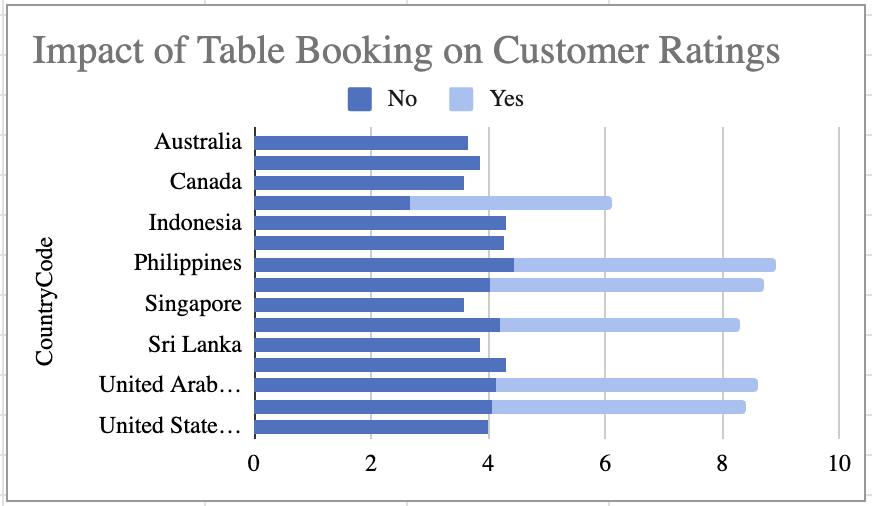 Impact of Table Booking on Customer Ratings
No Yes
CountryCode
Australia
Canada
Indonesia
Philippines
Singapore
Sri Lanka
United Arab…
United State…
0 2 4 6 8 10